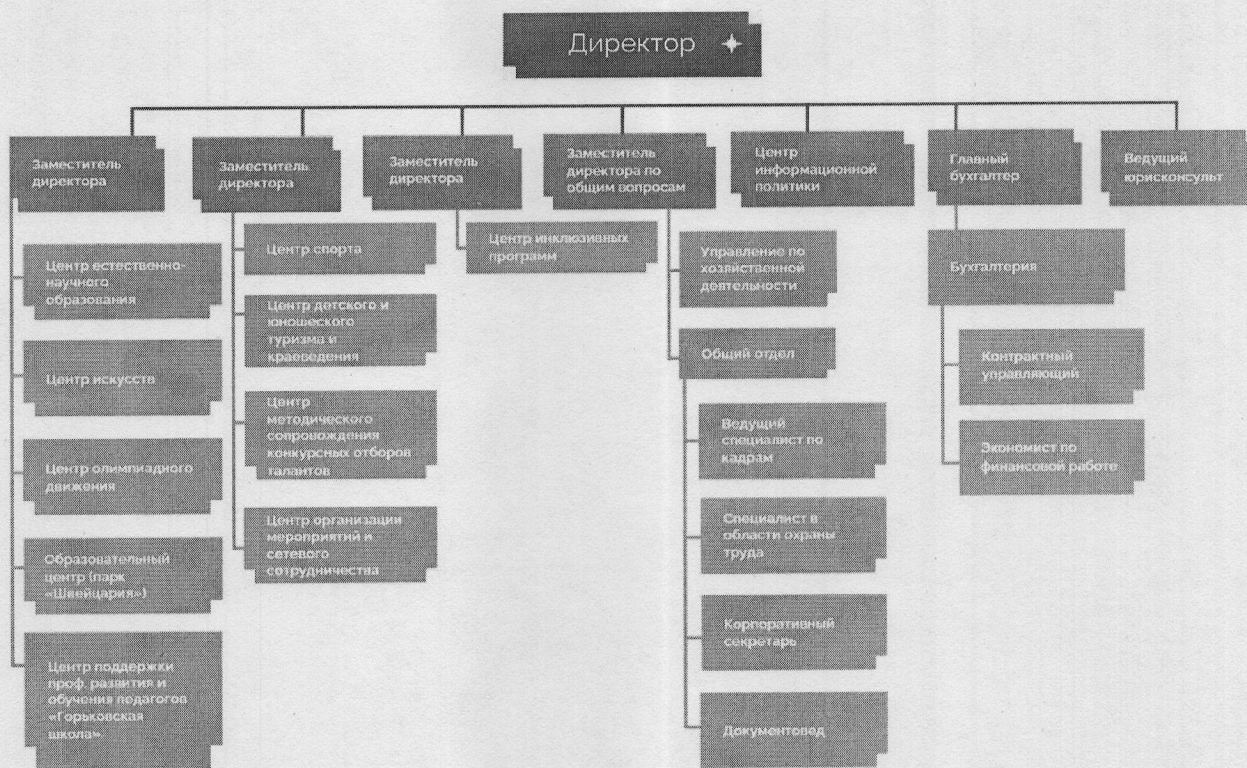 Директор
Заместитель
директора
Заместитель
директора
Заместитель
директора
Заместитель
директора по
общим вопросам
Центр
информационной
политики
Главный
бухгалтер
Ведущий
юрисконсульт
Центр естественно-
научного
образования
Центр искусств
Центр олимпиадного
движения
Образовательный
центр (парк
«Швейцария»)
Центр поддержки
проф. развития и
обучения педагогов
«Горьковская
школа»
Центр спорта
Центр детского и
юношеского
туризма и
краеведения
Центр
методического
сопровождения
конкурсных отборов
талантов
Центр организации
мероприятий и
сетевого
сотрудничества
Центр инклюзивных
программ
Управление по
хозяйственной
деятельности
Общий отдел
Ведущий
специалист по
кадрам
Специалист в
области охраны
труда
Корпоративный
секретарь
Документовед
Бухгалтерия
Контрактный
управляющий
Экономист по
финансовой работе